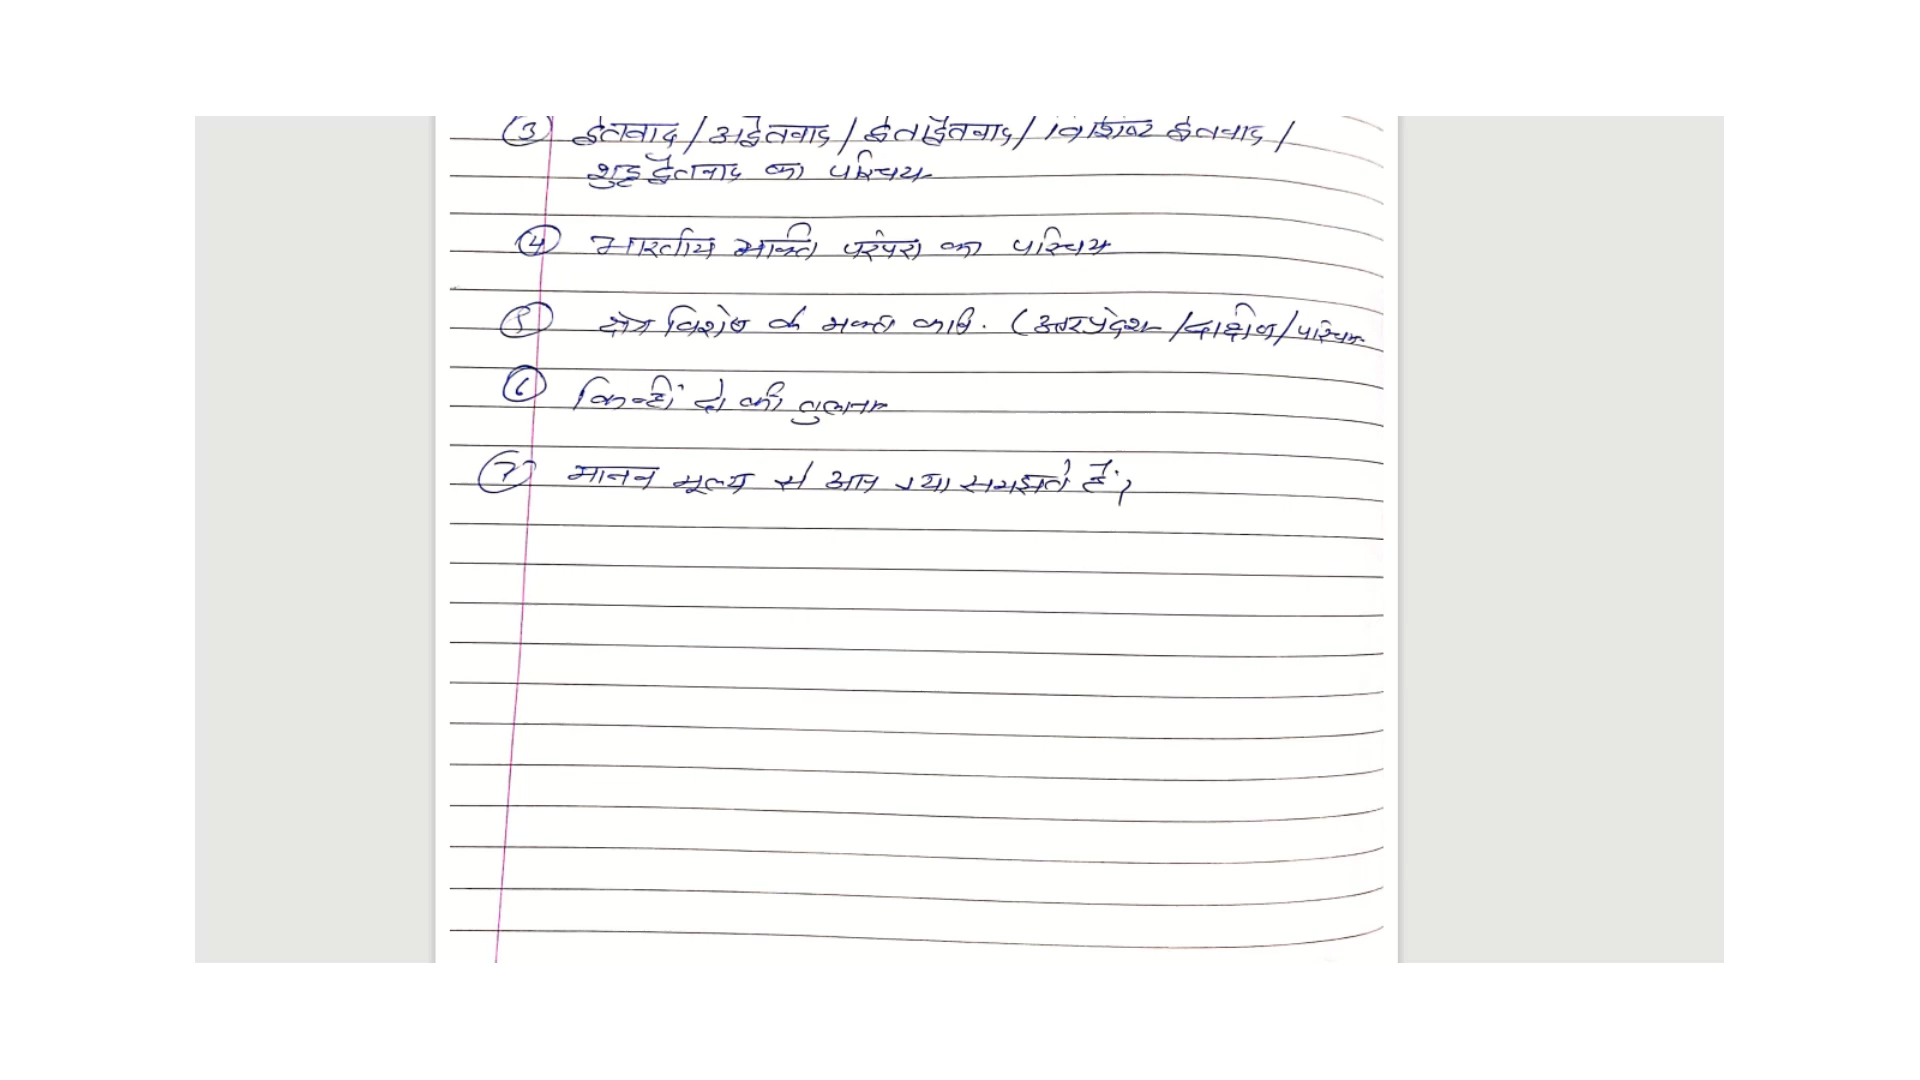 (3) द्वैतवाद / अद्वैतवाद / द्वैताद्वैतवाद / विशिष्ट द्वैतवाद /
शुद्धद्वैतवाद का परिचय
(4) भारतीय भक्ति परंपरा का परिचय
(5) क्षेत्र विशेष के भक्त कवि. (उत्तरप्रदेश / दक्षिण / पश्चिम
(6) किन्हीं दो की तुलना
(7) मानव मूल्य से आप क्या समझते हैं,